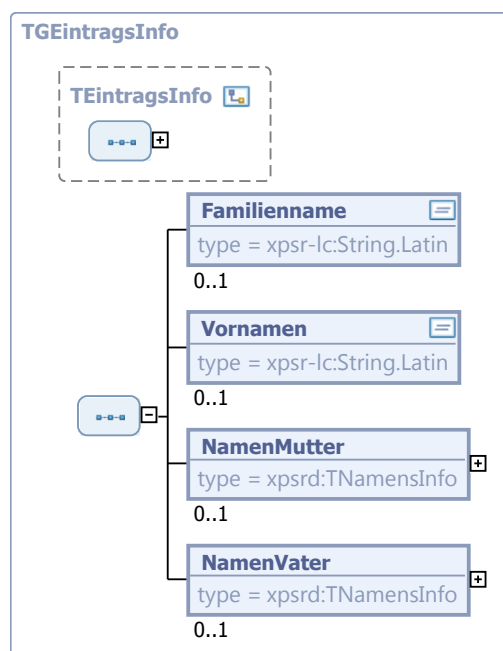 TGEintragsInfo
TEintragsInfo
Familienname
type = xpsr-lc:String.Latin
0..1
Vornamen
type = xpsr-lc:String.Latin
0..1
NamenMutter
type = xpsrd:TNamensInfo
0..1
NamenVater
type = xpsrd:TNamensInfo
0..1